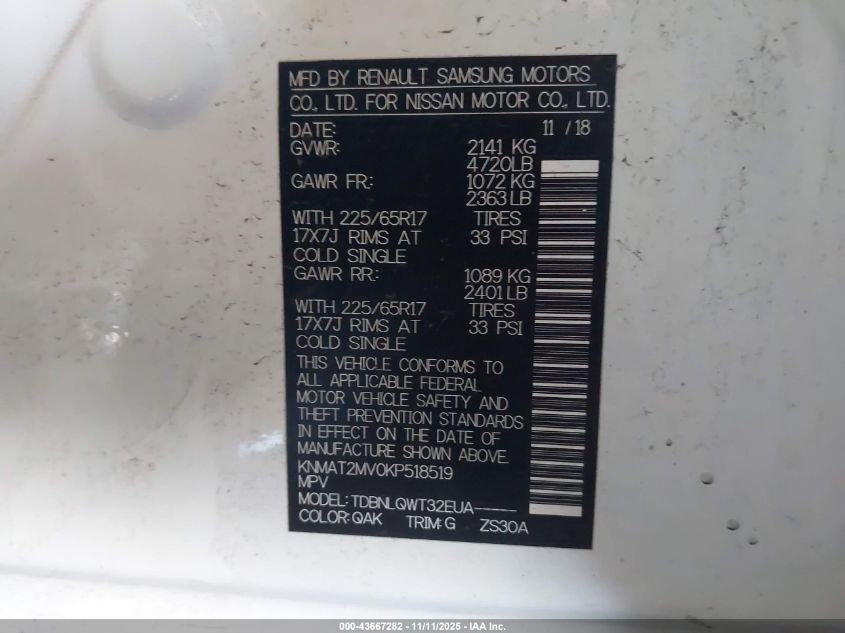 MFD BY RENAULT SAMSUNG MOTORS
CO., LTD. FOR NISSAN MOTOR CO., LTD.
DATE: 11 / 18
GVWR: 2141 KG
4720LB
GAWR FR.: 1072 KG
2363 LB
WITH 225/65R17 TIRES
17X7J RIMS AT 33 PSI
COLD SINGLE
GAWR RR.: 1089 KG
2401 LB
WITH 225/65R17 TIRES
17X7J RIMS AT 33 PSI
COLD SINGLE
THIS VEHICLE CONFORMS TO
ALL APPLICABLE FEDERAL
MOTOR VEHICLE SAFETY AND
THEFT PREVENTION STANDARDS
IN EFFECT ON THE DATE OF
MANUFACTURE SHOWN ABOVE.
KNMAT2MV0KP518519
MPV
MODEL: TDBNLQWT32EUA-----
COLOR: QAK TRIM: G ZS30A
000-43667282 - 11/11/2025 - IAA Inc.